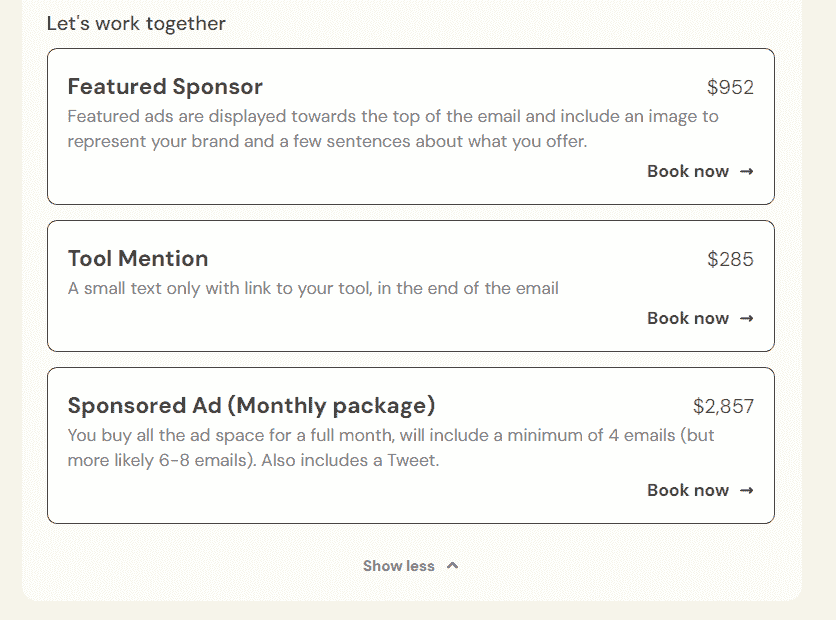 Let's work together
Featured Sponsor $952
Featured ads are displayed towards the top of the email and include an image to
represent your brand and a few sentences about what you offer.
Book now →
Tool Mention $285
A small text only with link to your tool, in the end of the email
Book now →
Sponsored Ad (Monthly package) $2,857
You buy all the ad space for a full month, will include a minimum of 4 emails (but
more likely 6-8 emails). Also includes a Tweet.
Book now →
Show less